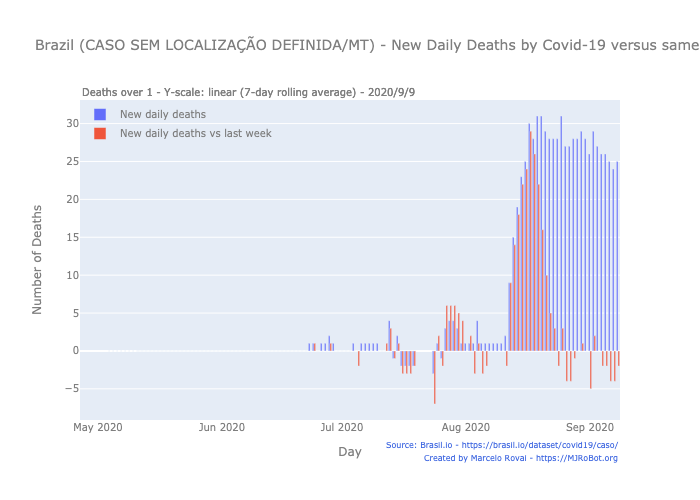 Brazil (CASO SEM LOCALIZAÇÃO DEFINIDA/MT) - New Daily Deaths by Covid-19 versus same
Deaths over 1 - Y-scale: linear (7-day rolling average) - 2020/9/9
New daily deaths
New daily deaths vs last week
30
25
20
15
10
5
0
−5
Number of Deaths
May 2020
Jun 2020
Jul 2020
Aug 2020
Sep 2020
Day
Source: Brasil.io - https://brasil.io/dataset/covid19/caso/
Created by Marcelo Rovai - https://MJRoBot.org